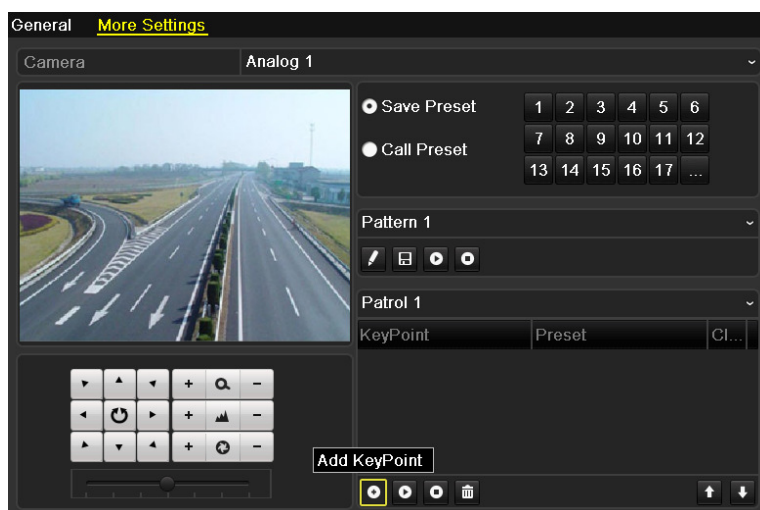 General More Settings
Camera Analog 1
Save Preset 1 2 3 4 5 6
Call Preset 7 8 9 10 11 12
13 14 15 16 17 ...
Pattern 1
Patrol 1
KeyPoint Preset Cl...
Add KeyPoint